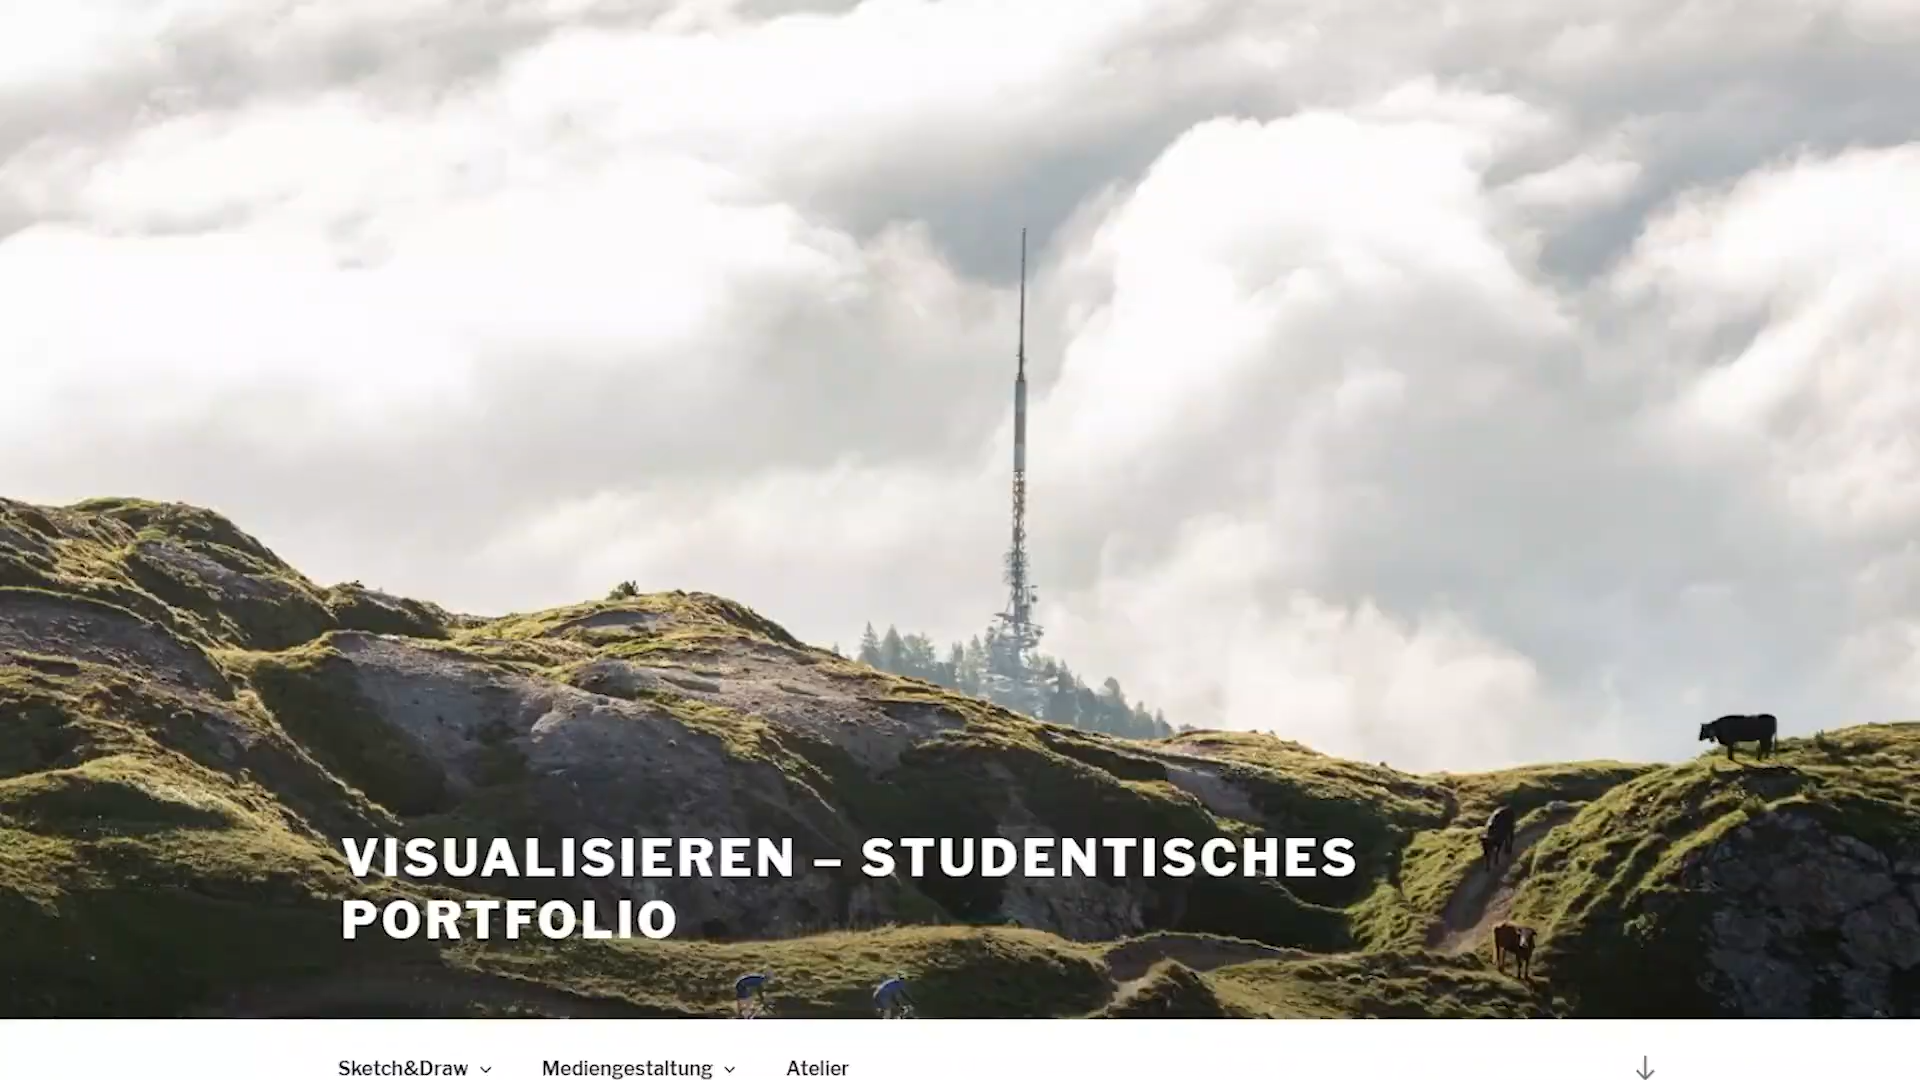 VISUALISIEREN – STUDENTISCHES
PORTFOLIO
Sketch&Draw
Mediengestaltung
Atelier